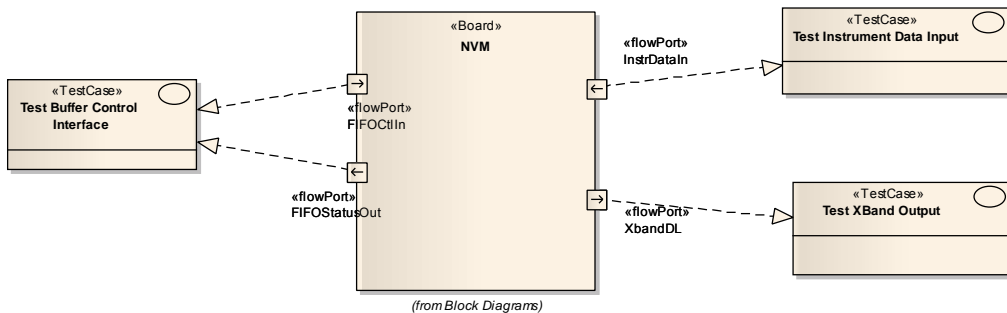 «TestCase»
Test Buffer Control
Interface
«flowPort»
FIFOCtlIn
«flowPort»
FIFOStatusOut
«Board»
NVM
(from Block Diagrams)
«flowPort»
InstrDataIn
«flowPort»
XbandDL
«TestCase»
Test Instrument Data Input
«TestCase»
Test XBand Output